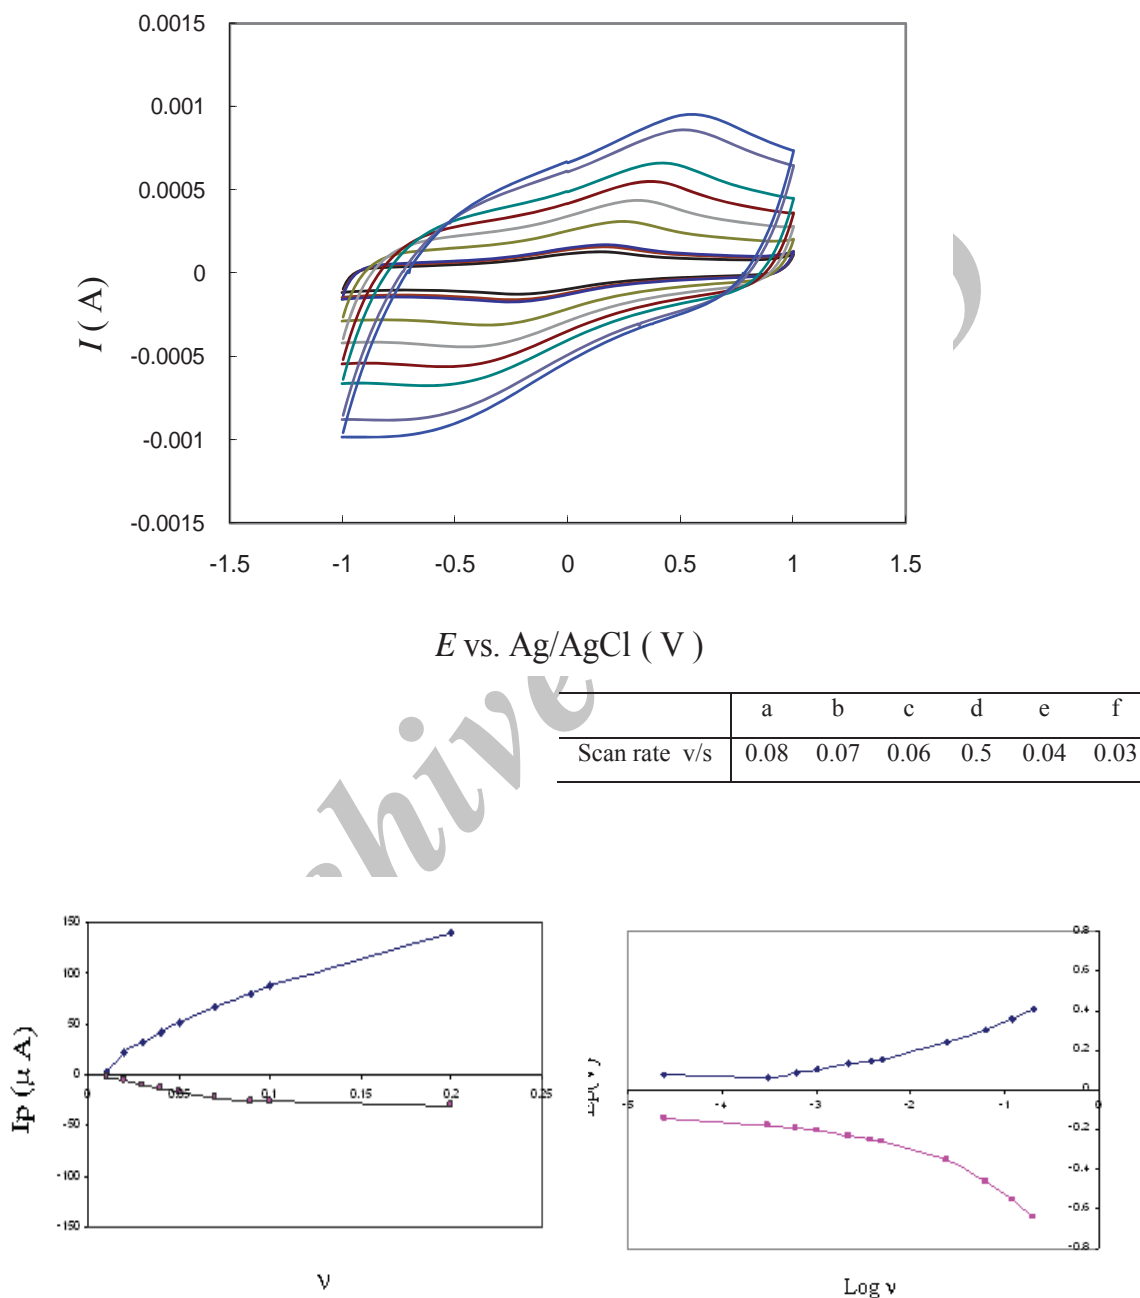 0.0015
0.001
0.0005
0
-0.0005
-0.001
-0.0015
I ( A)
-1.5 -1 -0.5 0 0.5 1 1.5
E vs. Ag/AgCl ( V )
a b c d e f
Scan rate v/s 0.08 0.07 0.06 0.5 0.04 0.03
150
100
50
0
-50
-100
-150
0.05 0.1 0.15 0.2 0.25
Ip (μ A)
ν
0.8
0.6
0.4
0.2
0
-0.2
-0.4
-0.6
-0.8
-5 -4 -3 -2 -1 0
Ep(v)
Log ν